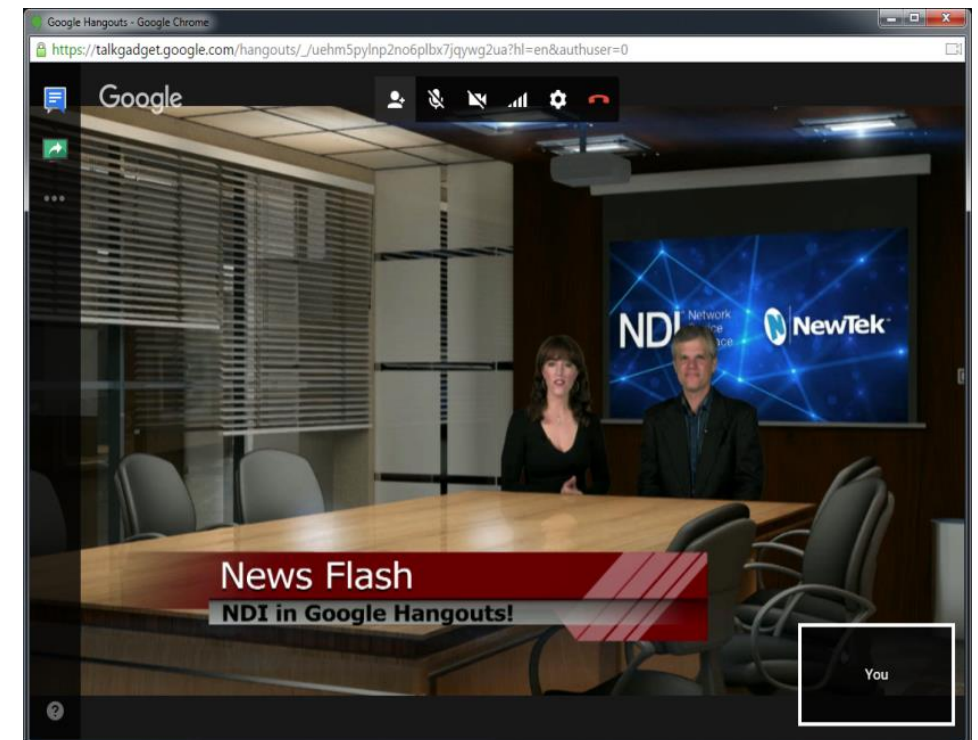 Google Hangouts - Google Chrome
https://talkgadget.google.com/hangouts/_/uehm5pylnp2no6plbx7jqywg2ua?hl=en&authuser=0
Google
NDI
Network
NewTek
News Flash
NDI in Google Hangouts!
You
?